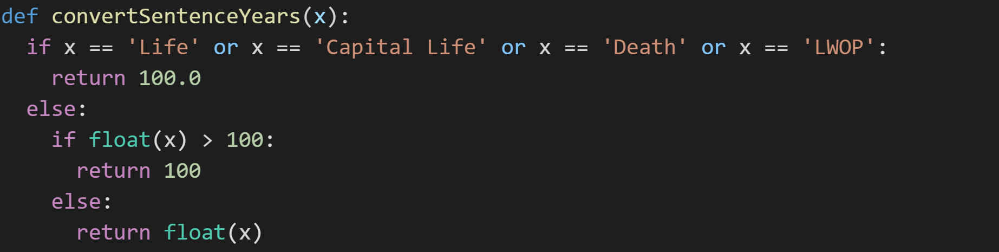 def convertSentenceYears(x):
  if x == 'Life' or x == 'Capital Life' or x == 'Death' or x == 'LWOP':
    return 100.0
  else:
    if float(x) > 100:
      return 100
    else:
      return float(x)